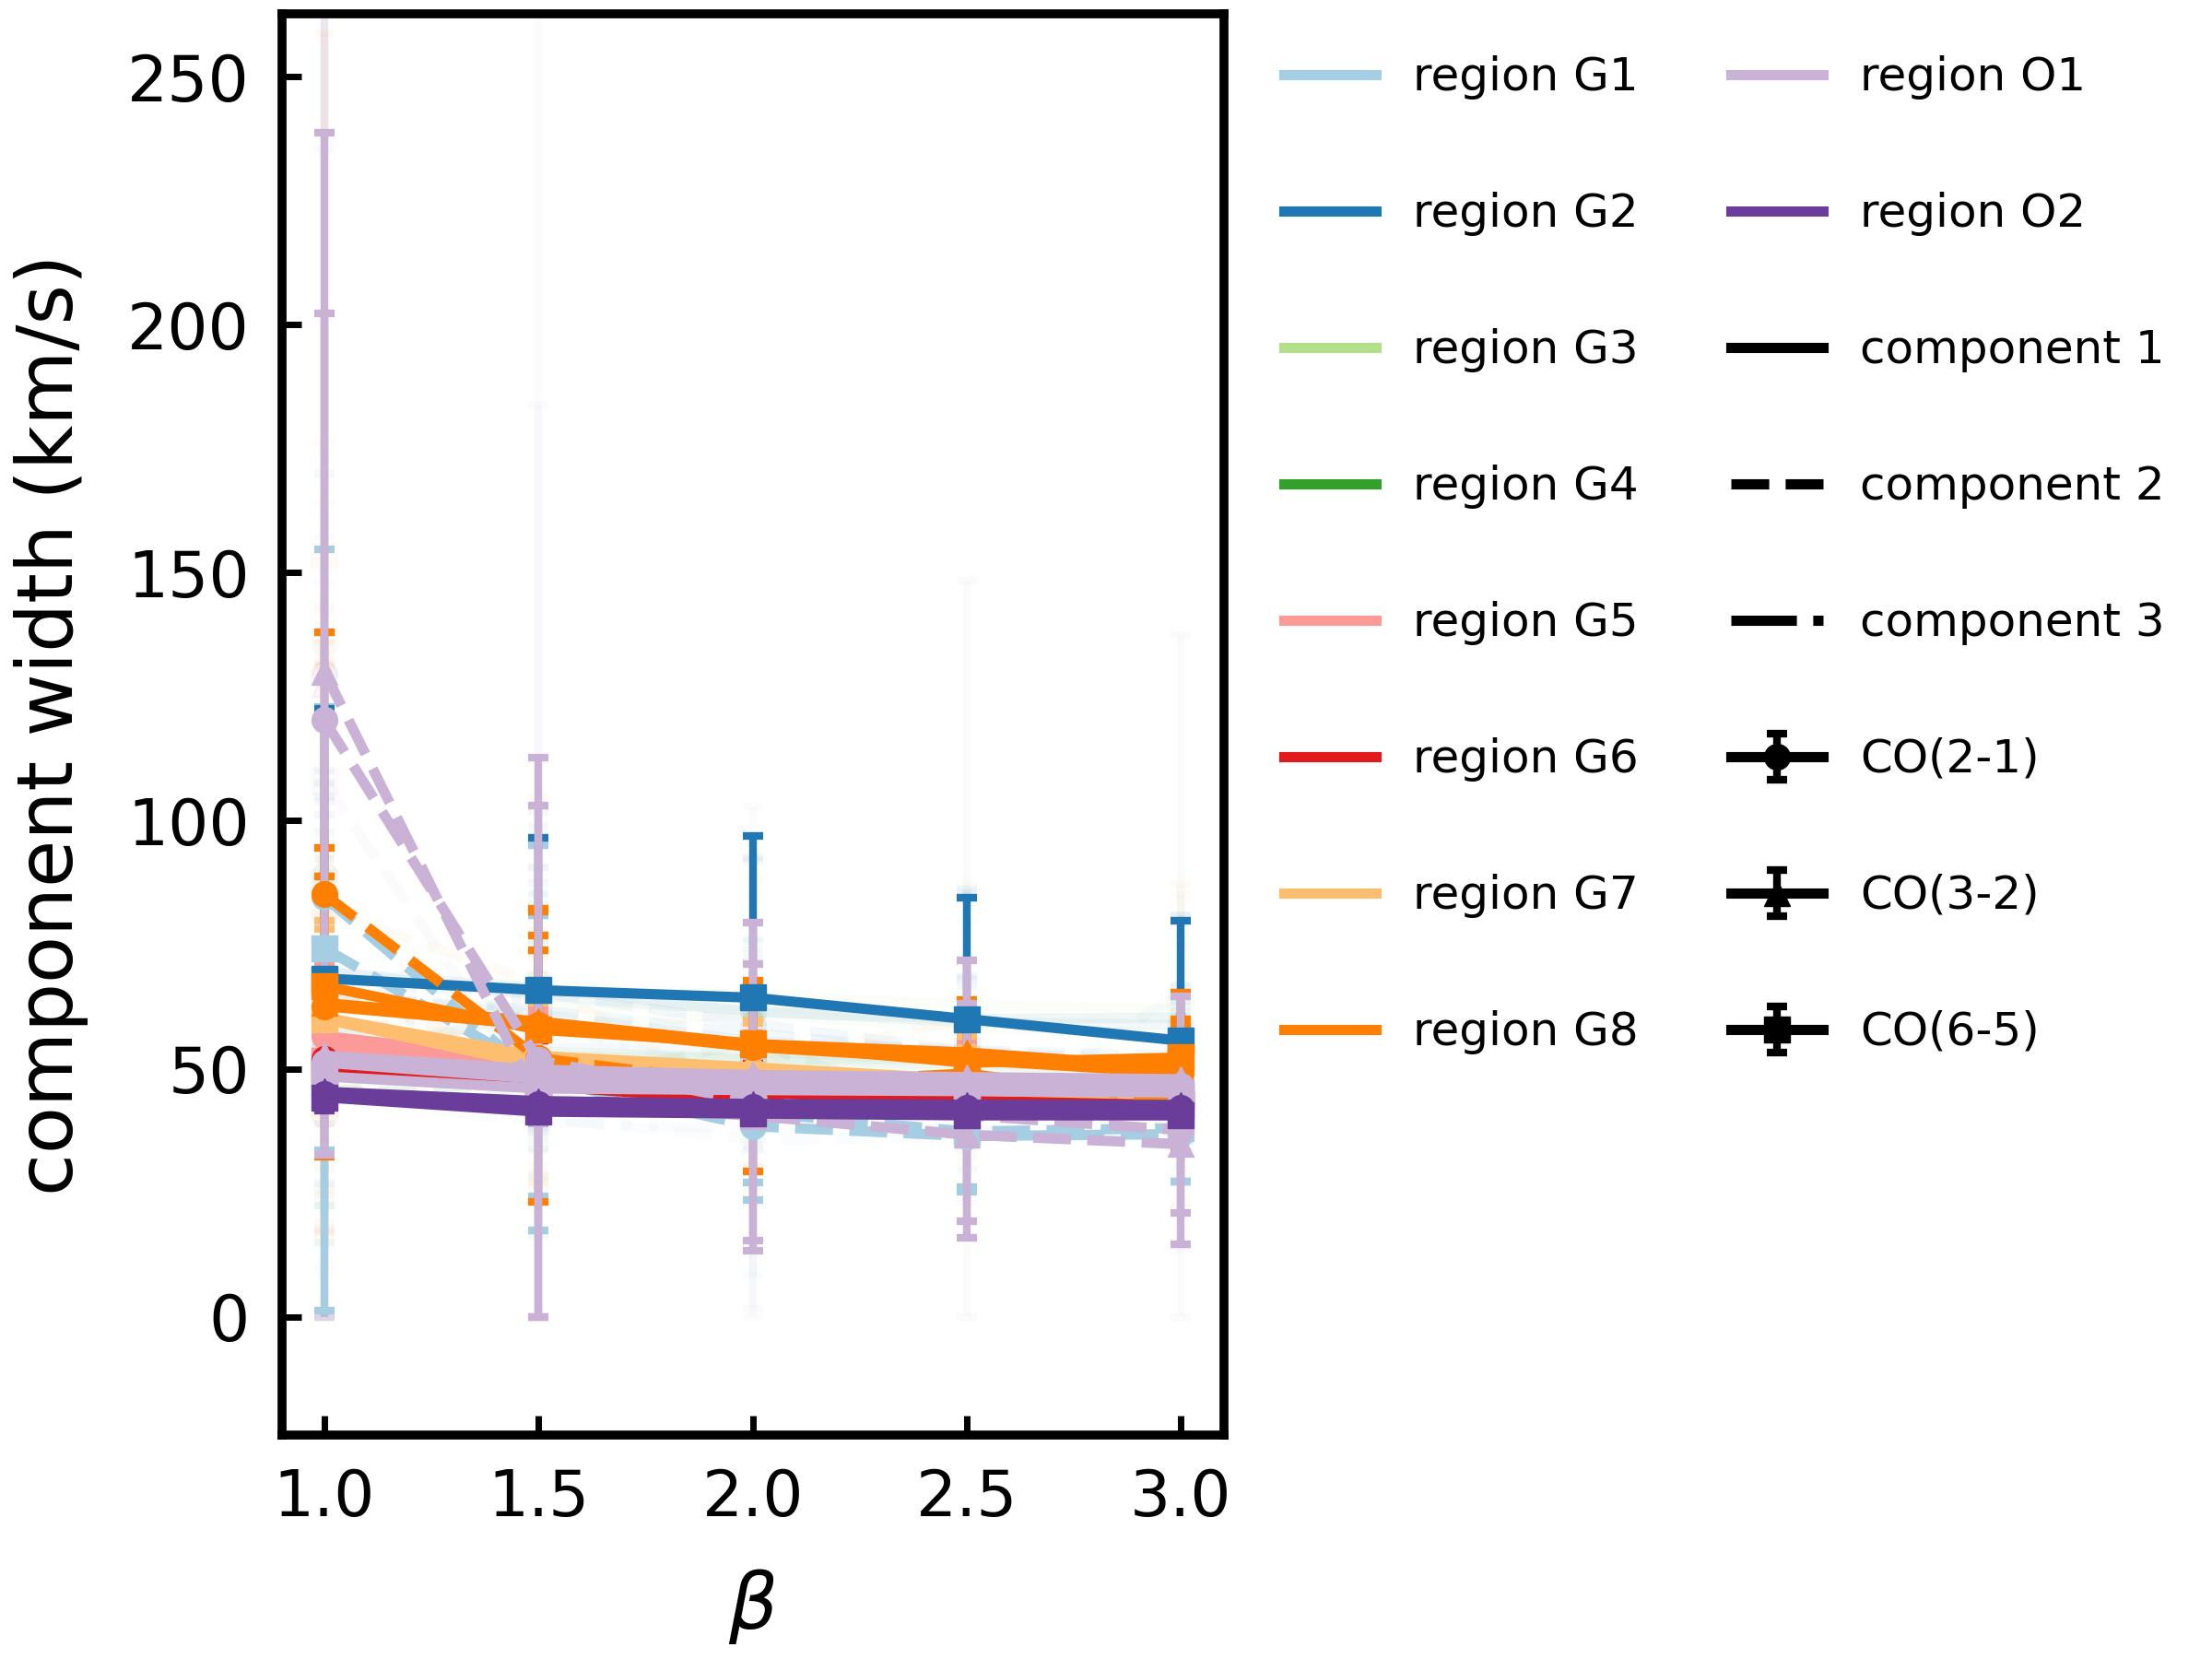 component width (km/s)
250
200
150
100
50
0
1.0 1.5 2.0 2.5 3.0
β
region G1
region G2
region G3
region G4
region G5
region G6
region G7
region G8
region O1
region O2
component 1
component 2
component 3
CO(2-1)
CO(3-2)
CO(6-5)